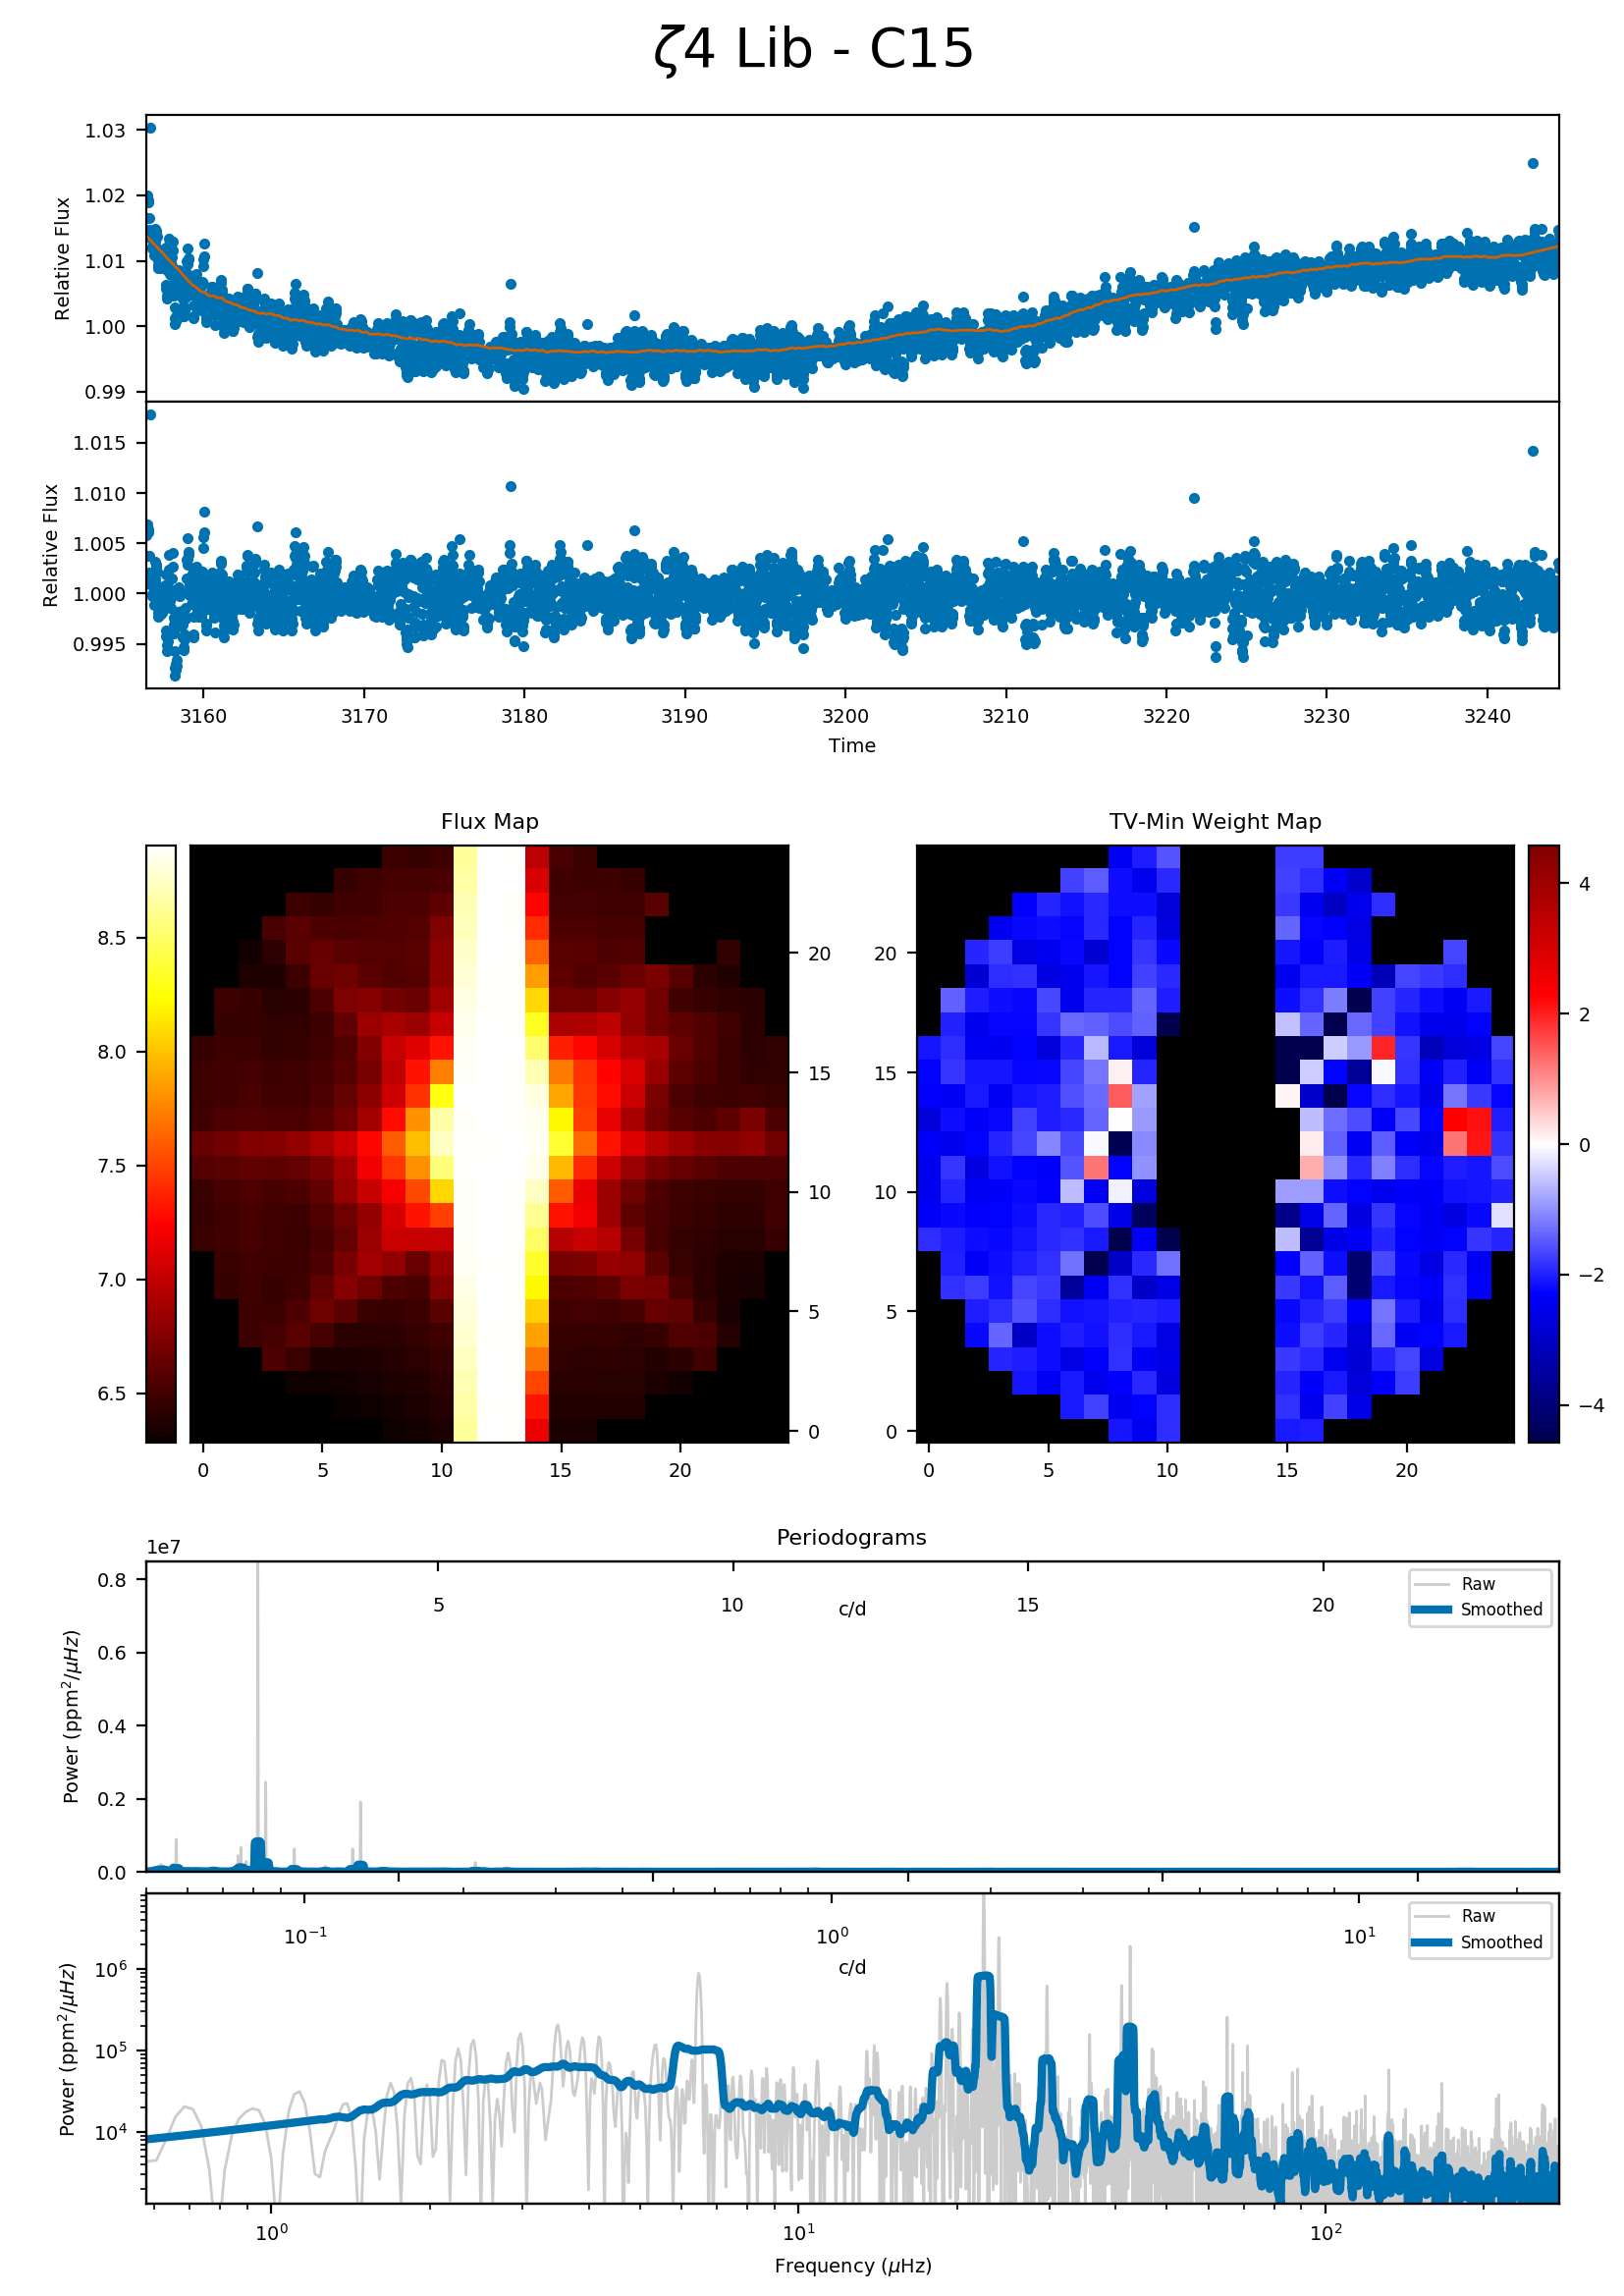 ζ4 Lib - C15
1.03
1.02
1.01
1.00
0.99
Relative Flux
1.015
1.010
1.005
1.000
0.995
Relative Flux
3160 3170 3180 3190 3200 3210 3220 3230 3240
Time
Flux Map
TV-Min Weight Map
8.5
8.0
7.5
7.0
6.5
20
15
10
5
0
0 5 10 15 20
20
15
10
5
0
0 5 10 15 20
4
2
0
−2
−4
Periodograms
1e7
0.8
0.6
0.4
0.2
0.0
Power (ppm²/μHz)
5 10 15 20
c/d
Raw
Smoothed
10⁶
10⁵
10⁴
Power (ppm²/μHz)
10⁻¹ 10⁰ 10¹
c/d
Raw
Smoothed
10⁰ 10¹ 10²
Frequency (μHz)